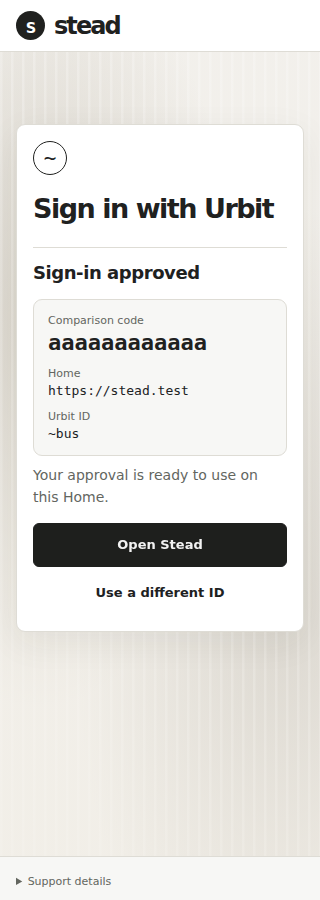 s stead
~
Sign in with Urbit
Sign-in approved
Comparison code
aaaaaaaaaaaa
Home
https://stead.test
Urbit ID
~bus
Your approval is ready to use on
this Home.
Open Stead
Use a different ID
Support details